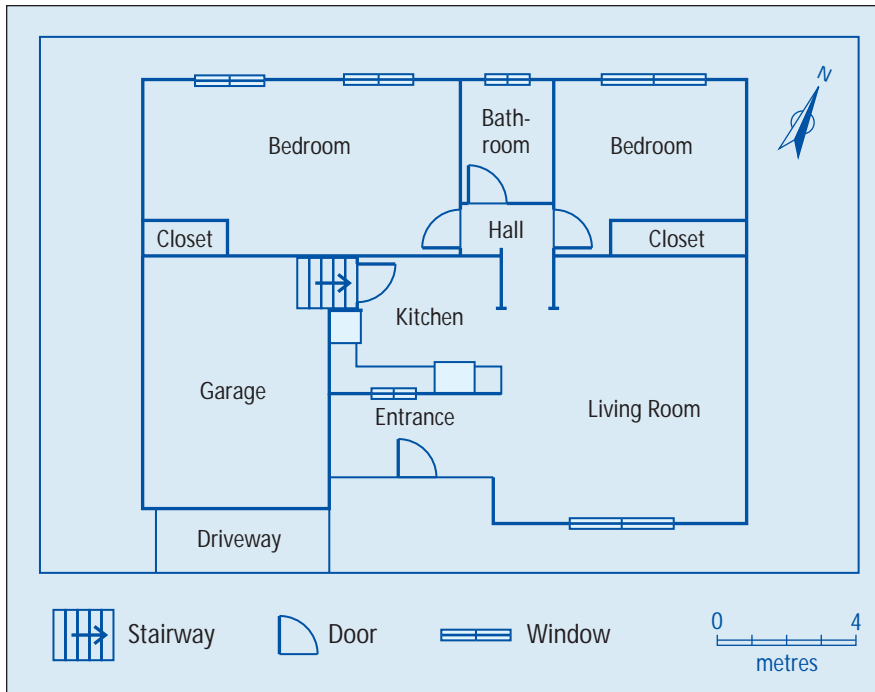 N
Bedroom
Bath-
room
Bedroom
Closet
Hall
Closet
Kitchen
Garage
Entrance
Living Room
Driveway
Stairway
Door
Window
0 4
metres